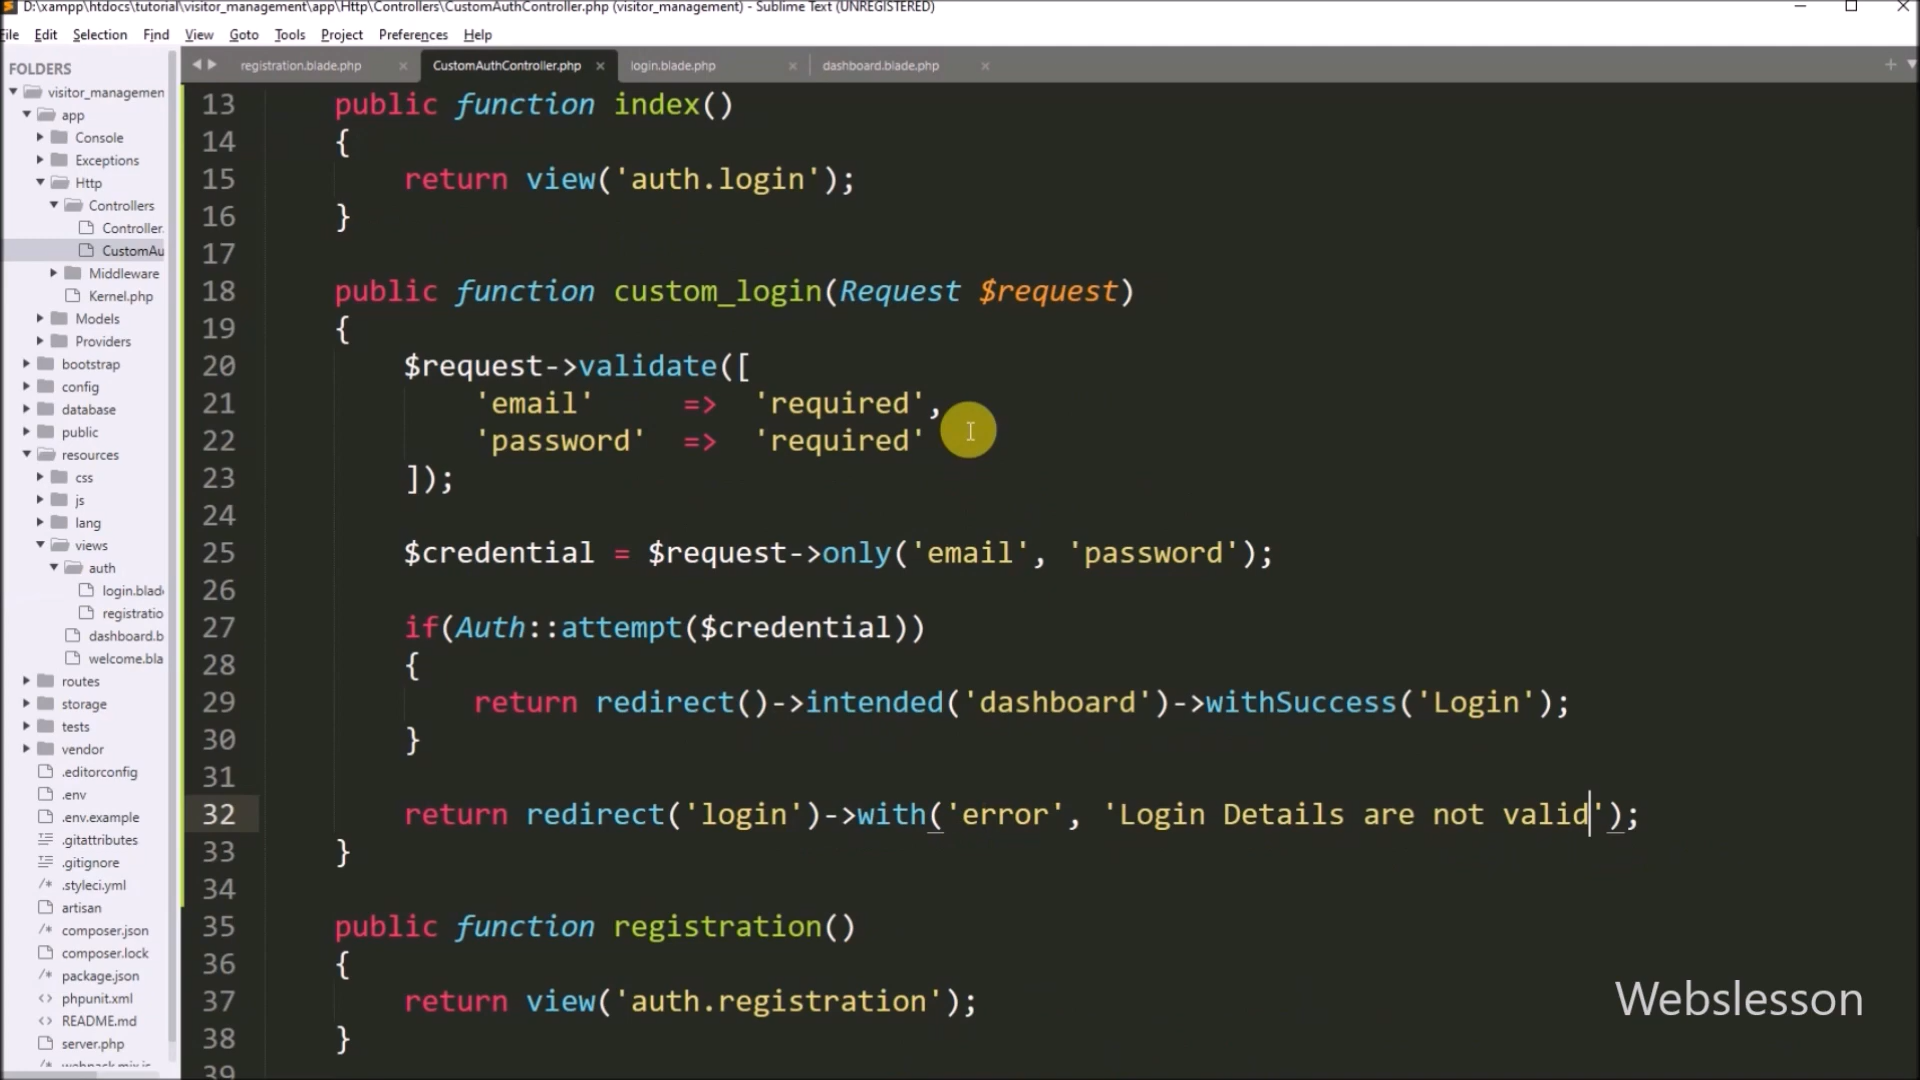 D:\xampp\htdocs\tutorial\visitor_management\app\Http\Controllers\CustomAuthController.php (visitor_management) - Sublime Text (UNREGISTERED)
ile Edit Selection Find View Goto Tools Project Preferences Help
FOLDERS
visitor_managemen
app
Console
Exceptions
Http
Controllers
Controller.
CustomAu
Middleware
Kernel.php
Models
Providers
bootstrap
config
database
public
resources
css
js
lang
views
auth
login.blad
registratio
dashboard.b
welcome.bla
routes
storage
tests
vendor
.editorconfig
.env
.env.example
.gitattributes
.gitignore
.styleci.yml
artisan
composer.json
composer.lock
package.json
phpunit.xml
README.md
server.php
registration.blade.php CustomAuthController.php login.blade.php dashboard.blade.php
13 public function index()
14 {
15 return view('auth.login');
16 }
17
18 public function custom_login(Request $request)
19 {
20 $request->validate([
21 'email' => 'required',
22 'password' => 'required'
23 ]);
24
25 $credential = $request->only('email', 'password');
26
27 if(Auth::attempt($credential))
28 {
29 return redirect()->intended('dashboard')->withSuccess('Login');
30 }
31
32 return redirect('login')->with('error', 'Login Details are not valid');
33 }
34
35 public function registration()
36 {
37 return view('auth.registration');
38 }
39
Webslesson